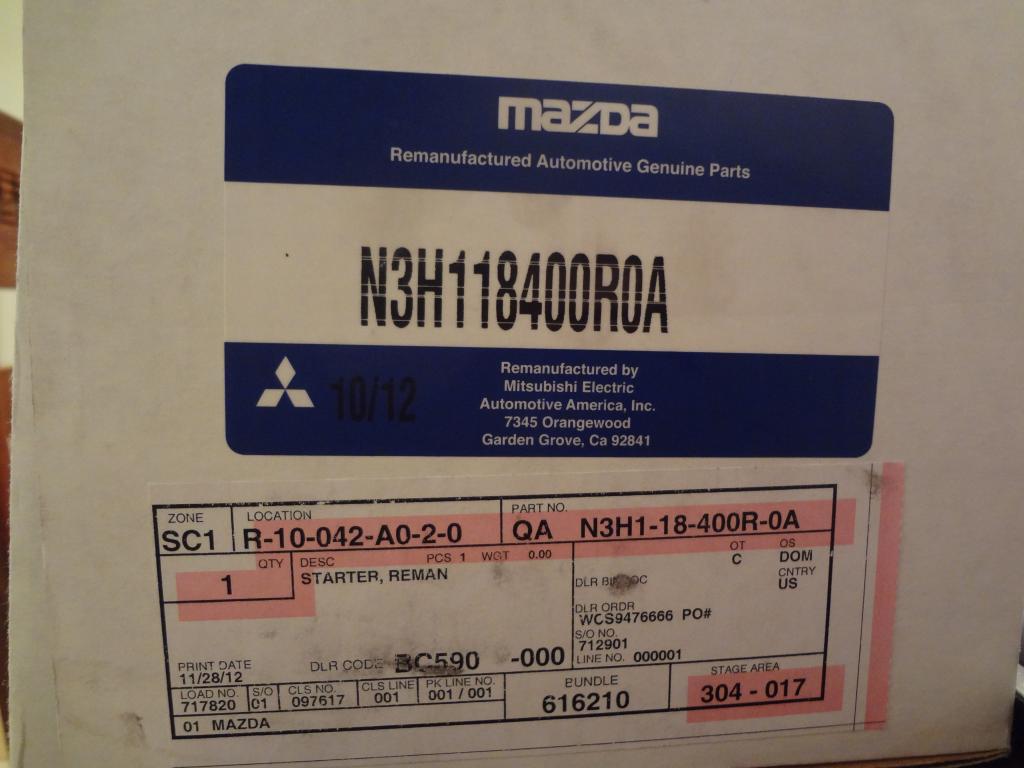 mazda
Remanufactured Automotive Genuine Parts
N3H118400R0A
10/12
Remanufactured by
Mitsubishi Electric
Automotive America, Inc.
7345 Orangewood
Garden Grove, Ca 92841
ZONE LOCATION PART NO.
SC1 R-10-042-A0-2-0 QA N3H1-18-400R-0A
QTY DESC PCS 1 WGT 0.00 OT OS
1 STARTER, REMAN C DOM
CNTRY
US
DLR
DLR ORDR
WCS9476666 PO#
S/O NO.
712901
LINE NO. 000001
PRINT DATE DLR CODE BC590 -000
11/28/12
LOAD NO. S/O CLS NO. CLS LINE PK LINE NO. BUNDLE STAGE AREA
717820 01 097617 001 001 / 001 616210 304 - 017
01 MAZDA